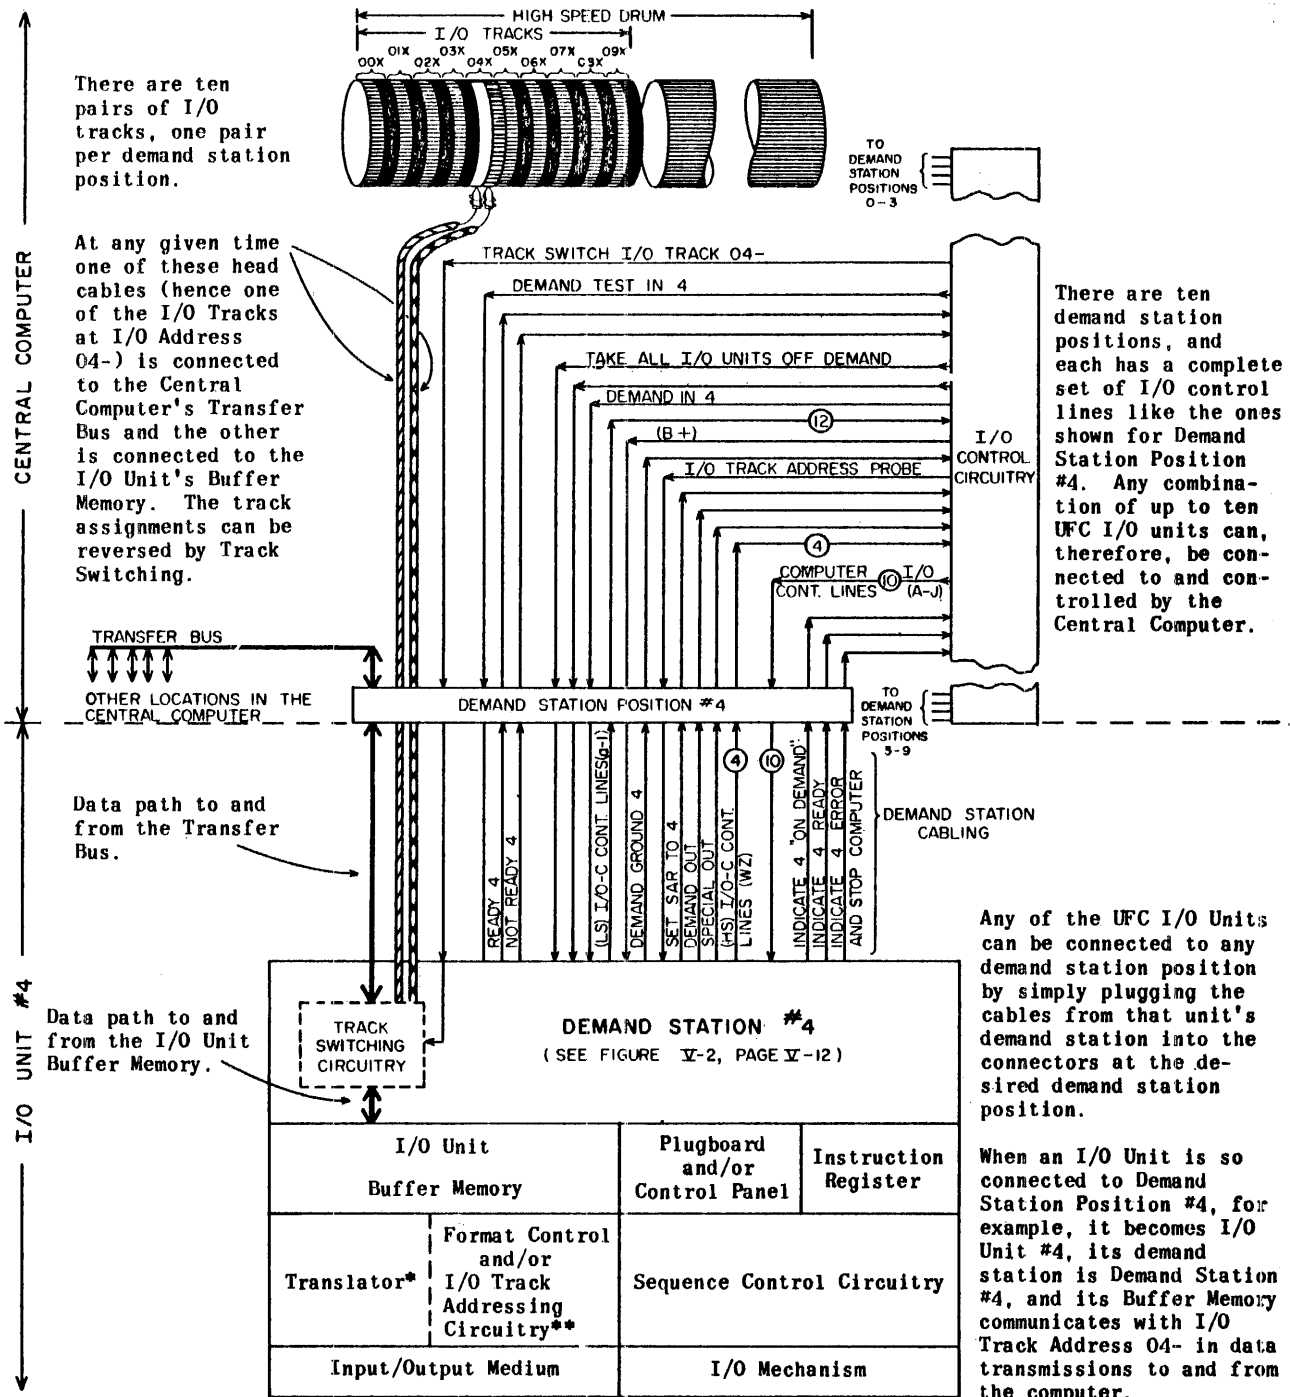 HIGH SPEED DRUM
I/O TRACKS
00X 01X 02X 03X 04X 05X 06X 07X 09X
There are ten
pairs of I/O
tracks, one pair
per demand station
position.
TO
DEMAND
STATION
POSITIONS
0-3
CENTRAL COMPUTER
At any given time
one of these head
cables (hence one
of the I/O Tracks
at I/O Address
04-) is connected
to the Central
Computer's Transfer
Bus and the other
is connected to the
I/O Unit's Buffer
Memory. The track
assignments can be
reversed by Track
Switching.
TRACK SWITCH I/O TRACK 04-
DEMAND TEST IN 4
TAKE ALL I/O UNITS OFF DEMAND
DEMAND IN 4
12
(B+)
I/O TRACK ADDRESS PROBE
4
COMPUTER 10 I/O
CONT. LINES (A-J)
I/O
CONTROL
CIRCUITRY
There are ten
demand station
positions, and
each has a complete
set of I/O control
lines like the ones
shown for Demand
Station Position
#4. Any combina-
tion of up to ten
UFC I/O units can,
therefore, be con-
nected to and con-
trolled by the
Central Computer.
TRANSFER BUS
OTHER LOCATIONS IN THE
CENTRAL COMPUTER
DEMAND STATION POSITION #4
TO
DEMAND
STATION
POSITIONS
5-9
I/O UNIT #4
Data path to and
from the Transfer
Bus.
READY 4
NOT READY 4
(LS) I/O-C CONT. LINES(a-l)
DEMAND GROUND 4
SET SAR TO 4
DEMAND OUT
SPECIAL OUT
(HS) I/O-C CONT.
LINES (WZ)
4
10
INDICATE 4 "ON DEMAND"
INDICATE 4 READY
INDICATE 4 ERROR
AND STOP COMPUTER
DEMAND STATION
CABLING
Data path to and
from the I/O Unit
Buffer Memory.
TRACK
SWITCHING
CIRCUITRY
DEMAND STATION #4
(SEE FIGURE V-2, PAGE V-12)
I/O Unit
Buffer Memory
Plugboard
and/or
Control Panel
Instruction
Register
Translator*
Format Control
and/or
I/O Track
Addressing
Circuitry**
Sequence Control Circuitry
Input/Output Medium
I/O Mechanism
Any of the UFC I/O Units
can be connected to any
demand station position
by simply plugging the
cables from that unit's
demand station into the
connectors at the de-
sired demand station
position.
When an I/O Unit is so
connected to Demand
Station Position #4, for
example, it becomes I/O
Unit #4, its demand
station is Demand Station
#4, and its Buffer Memory
communicates with I/O
Track Address 04- in data
transmissions to and from
the computer.